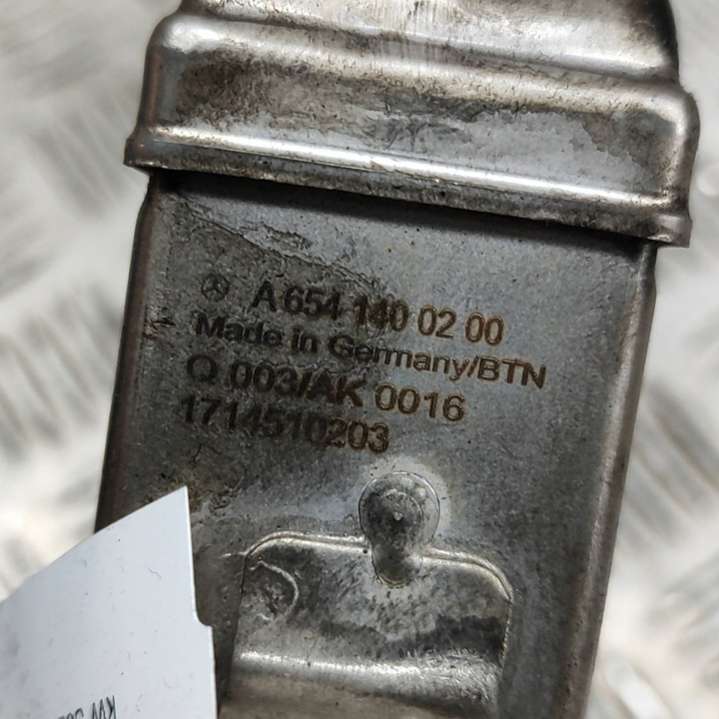 A 654 140 02 00
Made in Germany/BTN
Q 003/AK 0016
1714510203